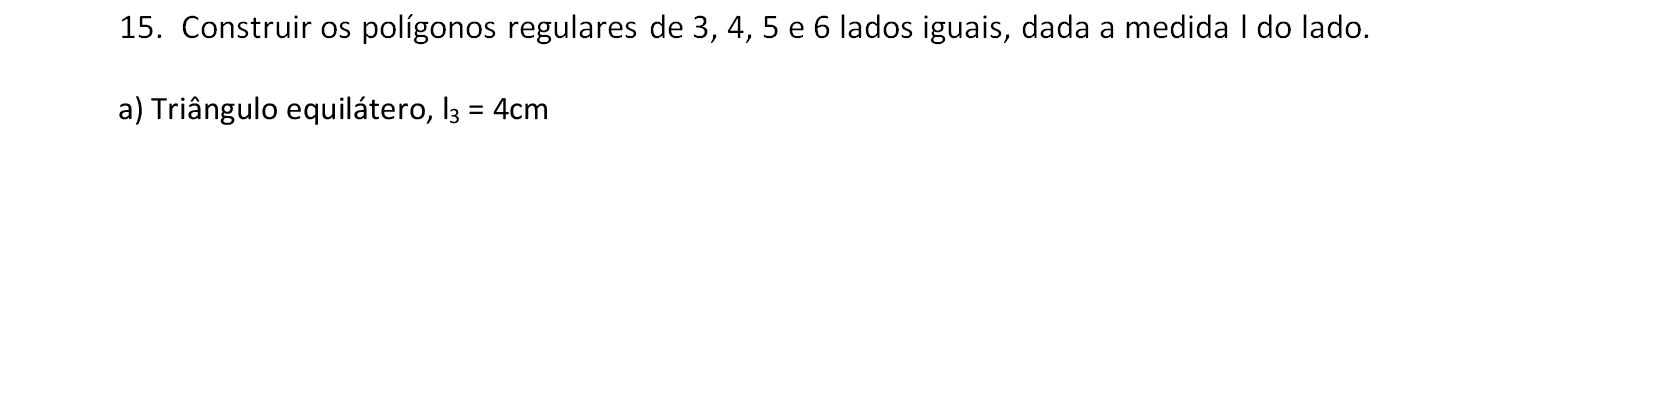 15. Construir os polígonos regulares de 3, 4, 5 e 6 lados iguais, dada a medida l do lado.
a) Triângulo equilátero, l₃ = 4cm